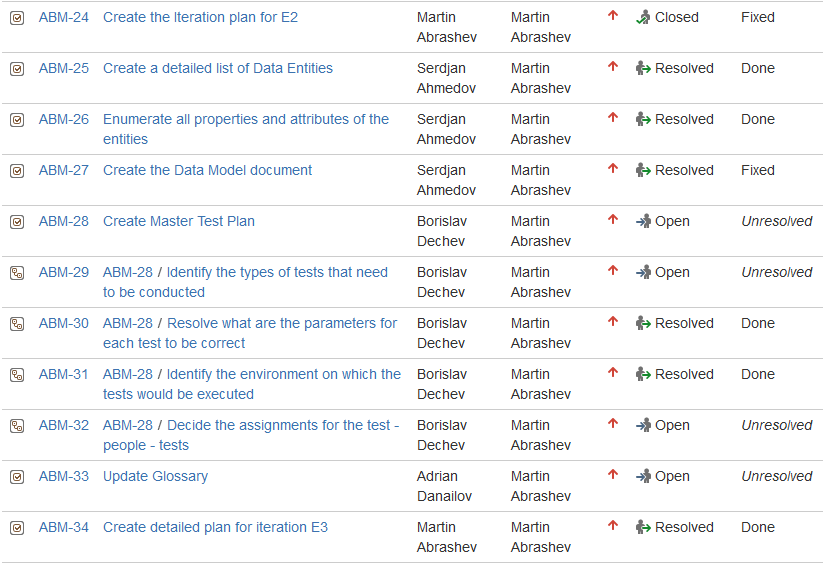 ABM-24 Create the Iteration plan for E2 Martin Martin Closed Fixed
Abrashev Abrashev
ABM-25 Create a detailed list of Data Entities Serdjan Martin Resolved Done
Ahmedov Abrashev
ABM-26 Enumerate all properties and attributes of the Serdjan Martin Resolved Done
entities Ahmedov Abrashev
ABM-27 Create the Data Model document Serdjan Martin Resolved Fixed
Ahmedov Abrashev
ABM-28 Create Master Test Plan Borislav Martin Open Unresolved
Dechev Abrashev
ABM-29 ABM-28 / Identify the types of tests that need Borislav Martin Open Unresolved
to be conducted Dechev Abrashev
ABM-30 ABM-28 / Resolve what are the parameters for Borislav Martin Resolved Done
each test to be correct Dechev Abrashev
ABM-31 ABM-28 / Identify the environment on which the Borislav Martin Resolved Done
tests would be executed Dechev Abrashev
ABM-32 ABM-28 / Decide the assignments for the test - Borislav Martin Open Unresolved
people - tests Dechev Abrashev
ABM-33 Update Glossary Adrian Martin Open Unresolved
Danailov Abrashev
ABM-34 Create detailed plan for iteration E3 Martin Martin Resolved Done
Abrashev Abrashev